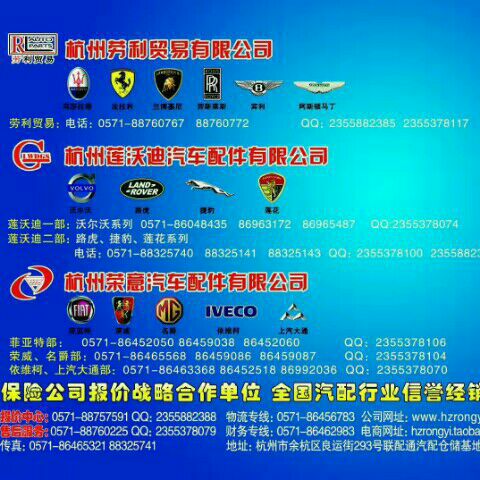 RL AUTO PARTS
劳利贸易
杭州劳利贸易有限公司
玛莎拉蒂 法拉利 兰博基尼 劳斯莱斯 宾利 阿斯顿马丁
劳利贸易：电话：0571-88760767 88760772 QQ：2355882385 2355378117
LWDGS
杭州莲沃迪汽车配件有限公司
VOLVO LAND-ROVER
沃尔沃 路虎 捷豹 莲花
莲沃迪一部：沃尔沃系列 0571-86048435 86963172 86965487 QQ:2355378074
莲沃迪二部：路虎、捷豹、莲花系列
电话：0571-88325740 88325141 88325143 QQ：2355378100 23558823
杭州荣意汽车配件有限公司
FIAT MG IVECO
菲亚特 荣威 名爵 依维柯 上汽大通
菲亚特部： 0571-86452050 86459038 86452060 QQ：2355378106
荣威、名爵部：0571-86465568 86459086 86459087 QQ：2355378104
依维柯、上汽大通部：0571-86463368 86452518 86992036 QQ：2355378070
保险公司报价战略合作单位 全国汽配行业信誉经销
报价中心：0571-88757591 QQ：2355882388 物流专线：0571-86456783 公司网址：www.hzrongy
售后服务：0571-88760225 QQ：2355378079 财务专线：0571-86462983 电商网址：hzrongyi.taoba
传真：0571-86465321 88325741 地址：杭州市余杭区良运街293号联配通汽配仓储基地